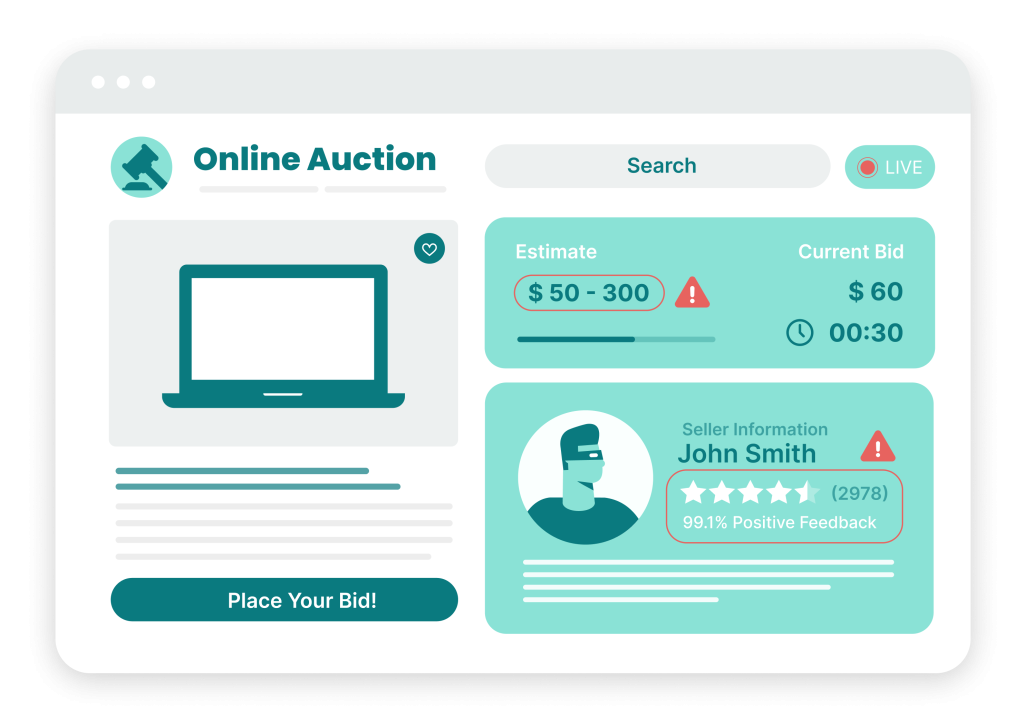 Online Auction
Search
LIVE
Estimate
Current Bid
$ 50 - 300
$ 60
00:30
Seller Information
John Smith
(2978)
99.1% Positive Feedback
Place Your Bid!